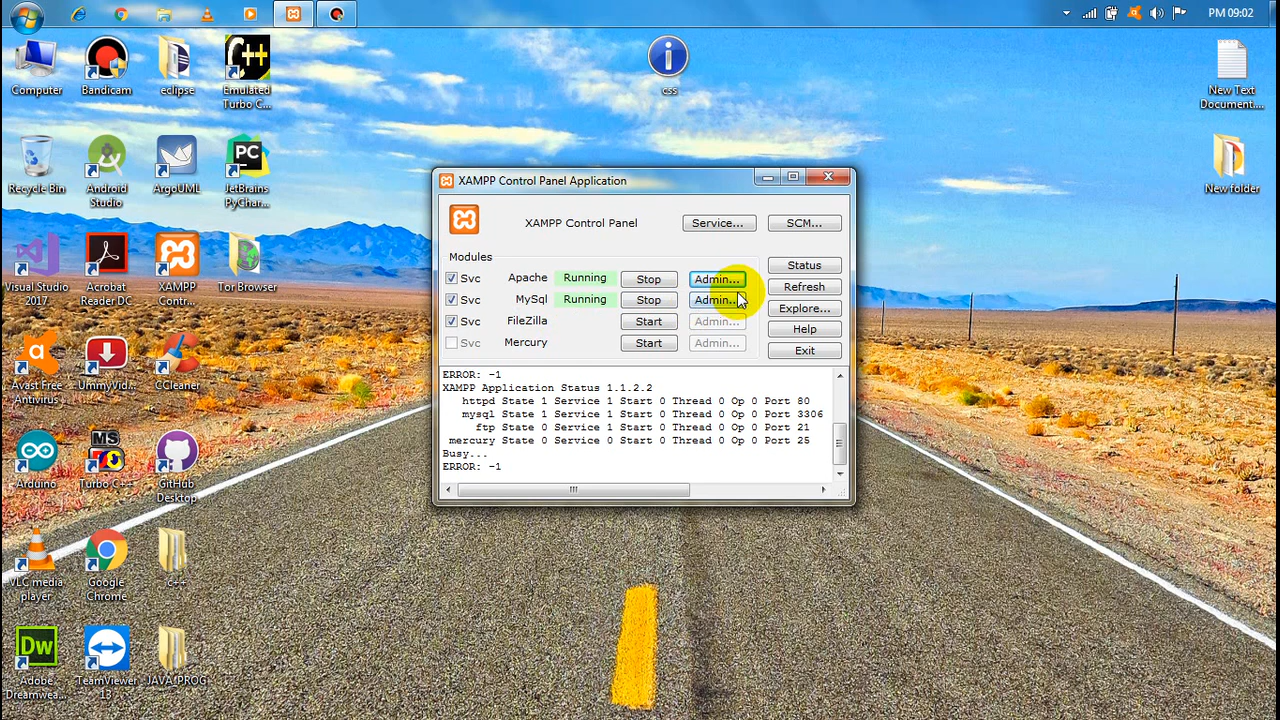 PM 09:02
Computer
Bandicam
eclipse
Emulated
Turbo C...
css
New Text
Document...
Recycle Bin
Android
Studio
ArgoUML
PC
JetBrains
PyChar...
New folder
Visual Studio
2017
Acrobat
Reader DC
XAMPP
Contr...
Tor Browser
Avast Free
Antivirus
UmmyVid...
CCleaner
Arduino
MS
Turbo C++
GitHub
Desktop
VLC media
player
Google
Chrome
c++
Dw
Adobe
Dreamwea...
TeamViewer
13
JAVA_PROG
XAMPP Control Panel Application
XAMPP Control Panel
Service...
SCM...
Modules
Svc Apache Running Stop Admin...
Svc MySql Running Stop Admin...
Svc FileZilla Start Admin...
Svc Mercury Start Admin...
Status
Refresh
Explore...
Help
Exit
ERROR: -1
XAMPP Application Status 1.1.2.2
httpd State 1 Service 1 Start 0 Thread 0 Op 0 Port 80
mysql State 1 Service 1 Start 0 Thread 0 Op 0 Port 3306
ftp State 0 Service 1 Start 0 Thread 0 Op 0 Port 21
mercury State 0 Service 0 Start 0 Thread 0 Op 0 Port 25
Busy...
ERROR: -1